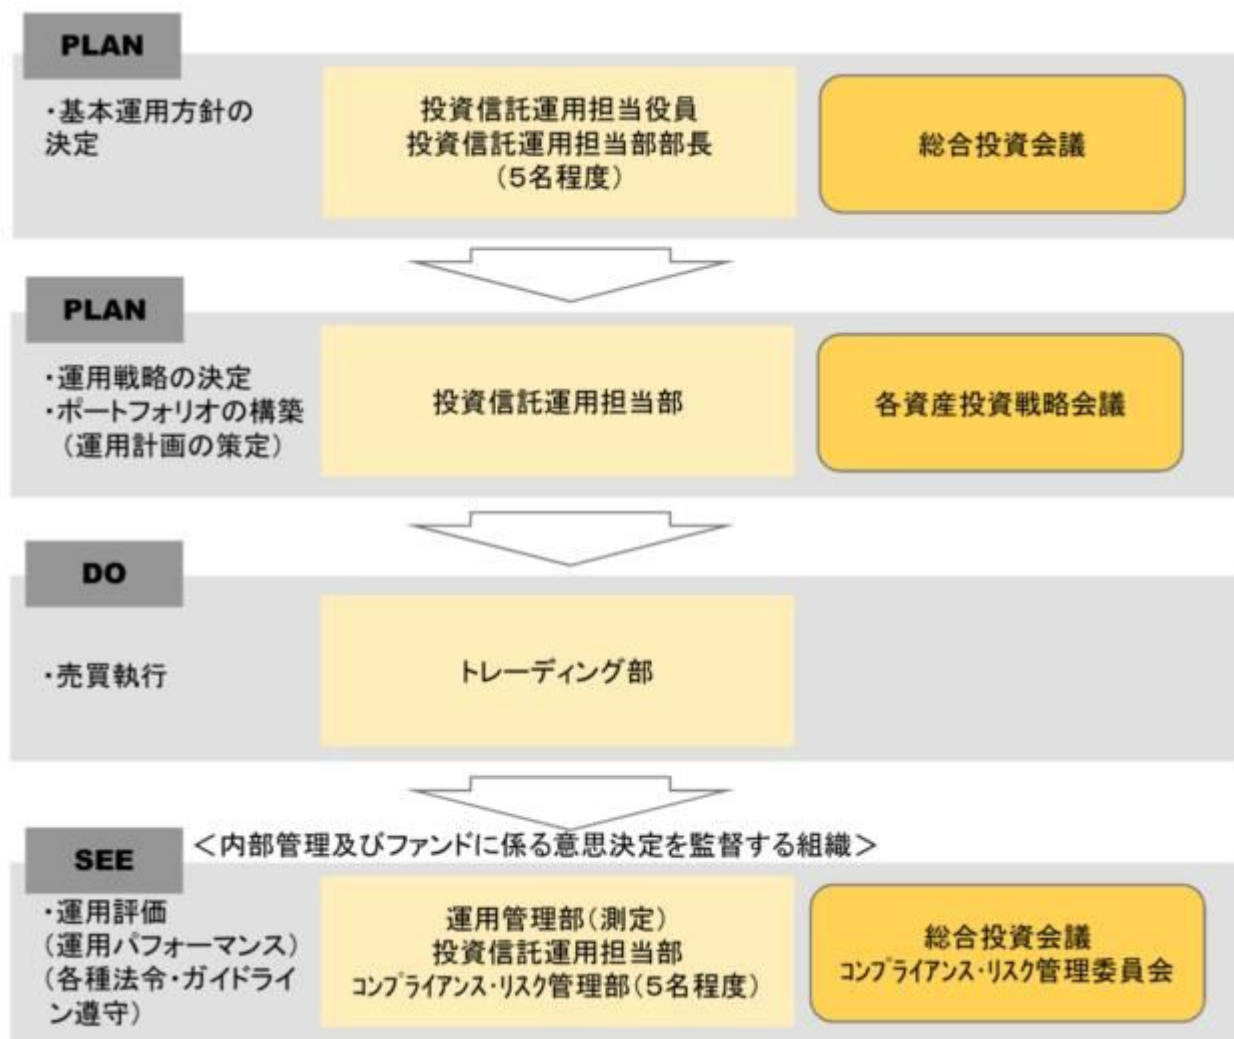 PLAN
・基本運用方針の
決定
投資信託運用担当役員
投資信託運用担当部部長
（５名程度）
総合投資会議
PLAN
・運用戦略の決定
・ポートフォリオの構築
（運用計画の策定）
投資信託運用担当部
各資産投資戦略会議
DO
・売買執行
トレーディング部
SEE
＜内部管理及びファンドに係る意思決定を監督する組織＞
・運用評価
(運用パフォーマンス)
(各種法令・ガイドライ
ン遵守)
運用管理部(測定)
投資信託運用担当部
ｺﾝﾌﾟﾗｲｱﾝｽ・ﾘｽｸ管理部(５名程度)
総合投資会議
ｺﾝﾌﾟﾗｲｱﾝｽ・ﾘｽｸ管理委員会